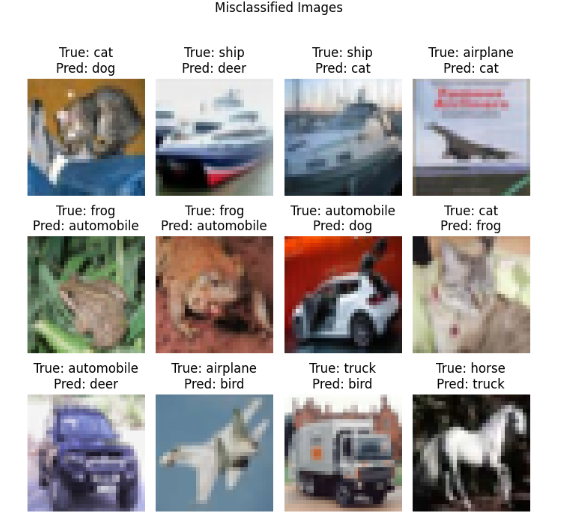 Misclassified Images
True: cat
Pred: dog
True: ship
Pred: deer
True: ship
Pred: cat
True: airplane
Pred: cat
True: frog
Pred: automobile
True: frog
Pred: automobile
True: automobile
Pred: dog
True: cat
Pred: frog
True: automobile
Pred: deer
True: airplane
Pred: bird
True: truck
Pred: bird
True: horse
Pred: truck